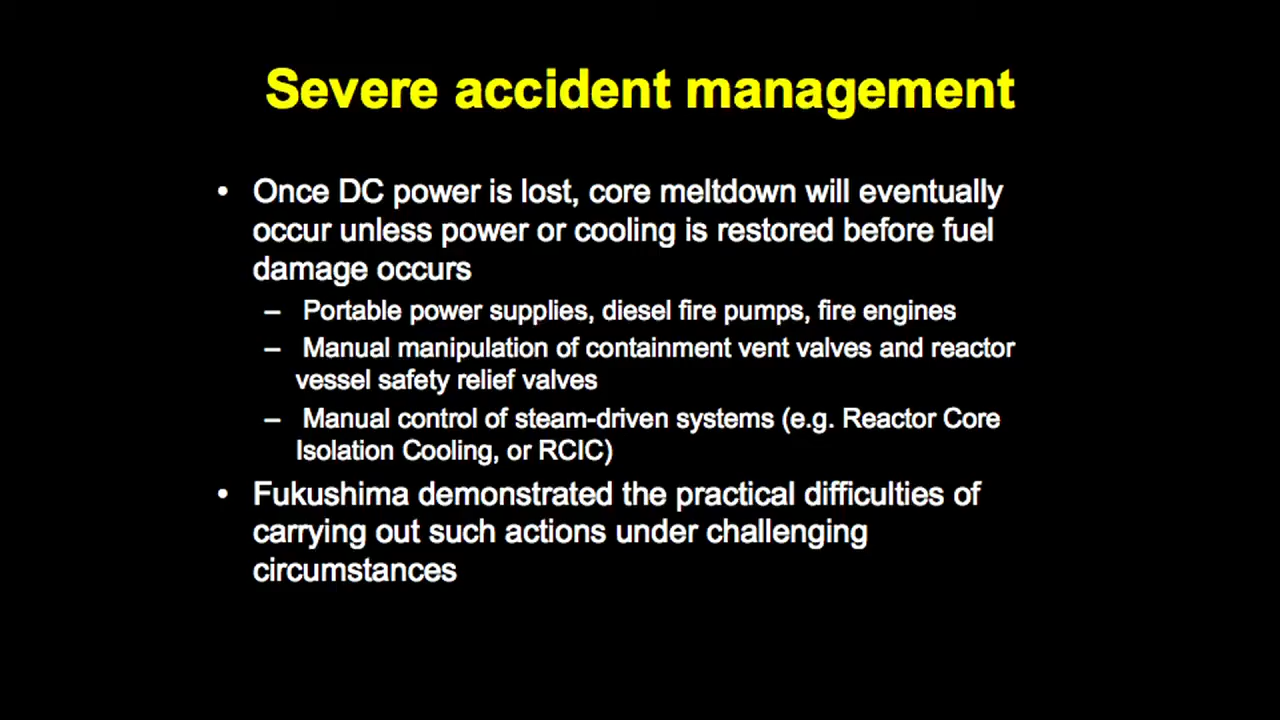 Severe accident management
• Once DC power is lost, core meltdown will eventually
occur unless power or cooling is restored before fuel
damage occurs
– Portable power supplies, diesel fire pumps, fire engines
– Manual manipulation of containment vent valves and reactor
vessel safety relief valves
– Manual control of steam-driven systems (e.g. Reactor Core
Isolation Cooling, or RCIC)
• Fukushima demonstrated the practical difficulties of
carrying out such actions under challenging
circumstances